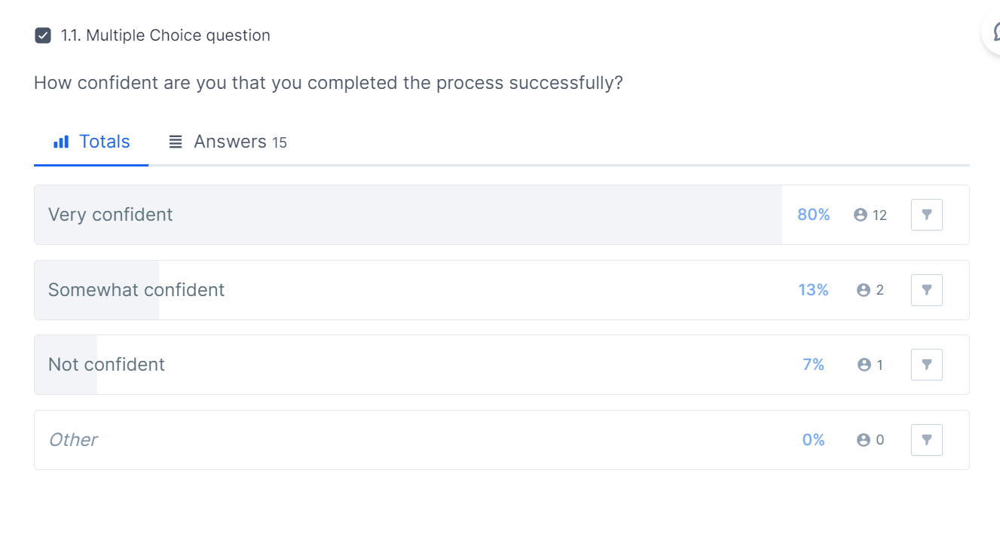 1.1. Multiple Choice question
How confident are you that you completed the process successfully?
Totals Answers 15
Very confident 80% 12
Somewhat confident 13% 2
Not confident 7% 1
Other 0% 0